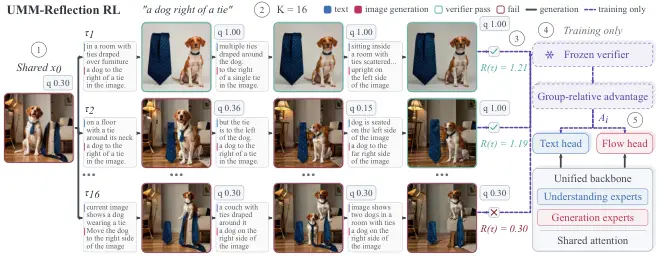 UMM-Reflection RL
"a dog right of a tie"
2 K = 16
text
image generation
verifier pass
fail
generation
training only
1
Shared x0
q 0.30
τ1
in a room with
ties draped
over furniture
a dog to the
right of a tie
in the image.
q 1.00
multiple ties
draped around
the dog.
to the right
of a single tie
in the image.
q 1.00
sitting inside
a room with
ties scattered...
upright on
the left side
of the image
q 1.00
3
R(τ) = 1.21
τ2
on a floor
with a tie
around its neck
a dog to the
right of a tie
in the image.
q 0.36
but the tie
is to the left
of the dog.
a dog to the
right of a tie
in the image.
q 0.15
dog is seated
on the left side
of the image
a dog to the
far right side
of the image
q 1.00
R(τ) = 1.19
...
...
...
τ16
current image
shows a dog
wearing a tie
Move the dog
to the right side
of the image
q 0.30
a couch with
ties draped
around it
a dog on the
right side of
the image
q 0.30
image shows
two dogs in a
room with ties
a dog on the
right side of
the image
q 0.30
R(τ) = 0.30
4
Training only
Frozen verifier
Group-relative advantage
Ai
5
Text head
Flow head
Unified backbone
Understanding experts
Generation experts
Shared attention